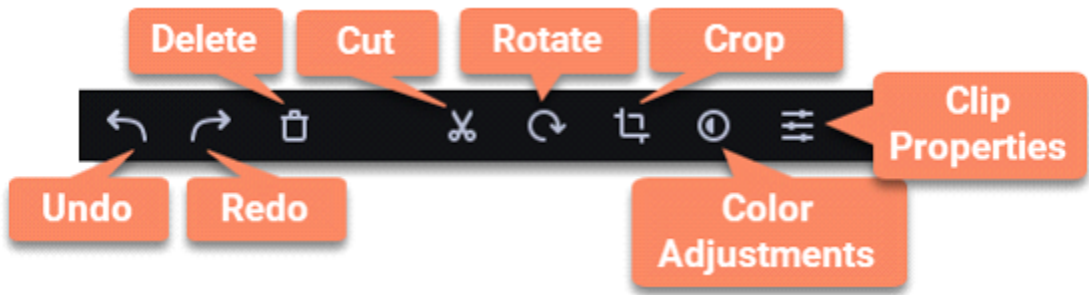 Delete
Cut
Rotate
Crop
Clip
Properties
Undo
Redo
Color
Adjustments